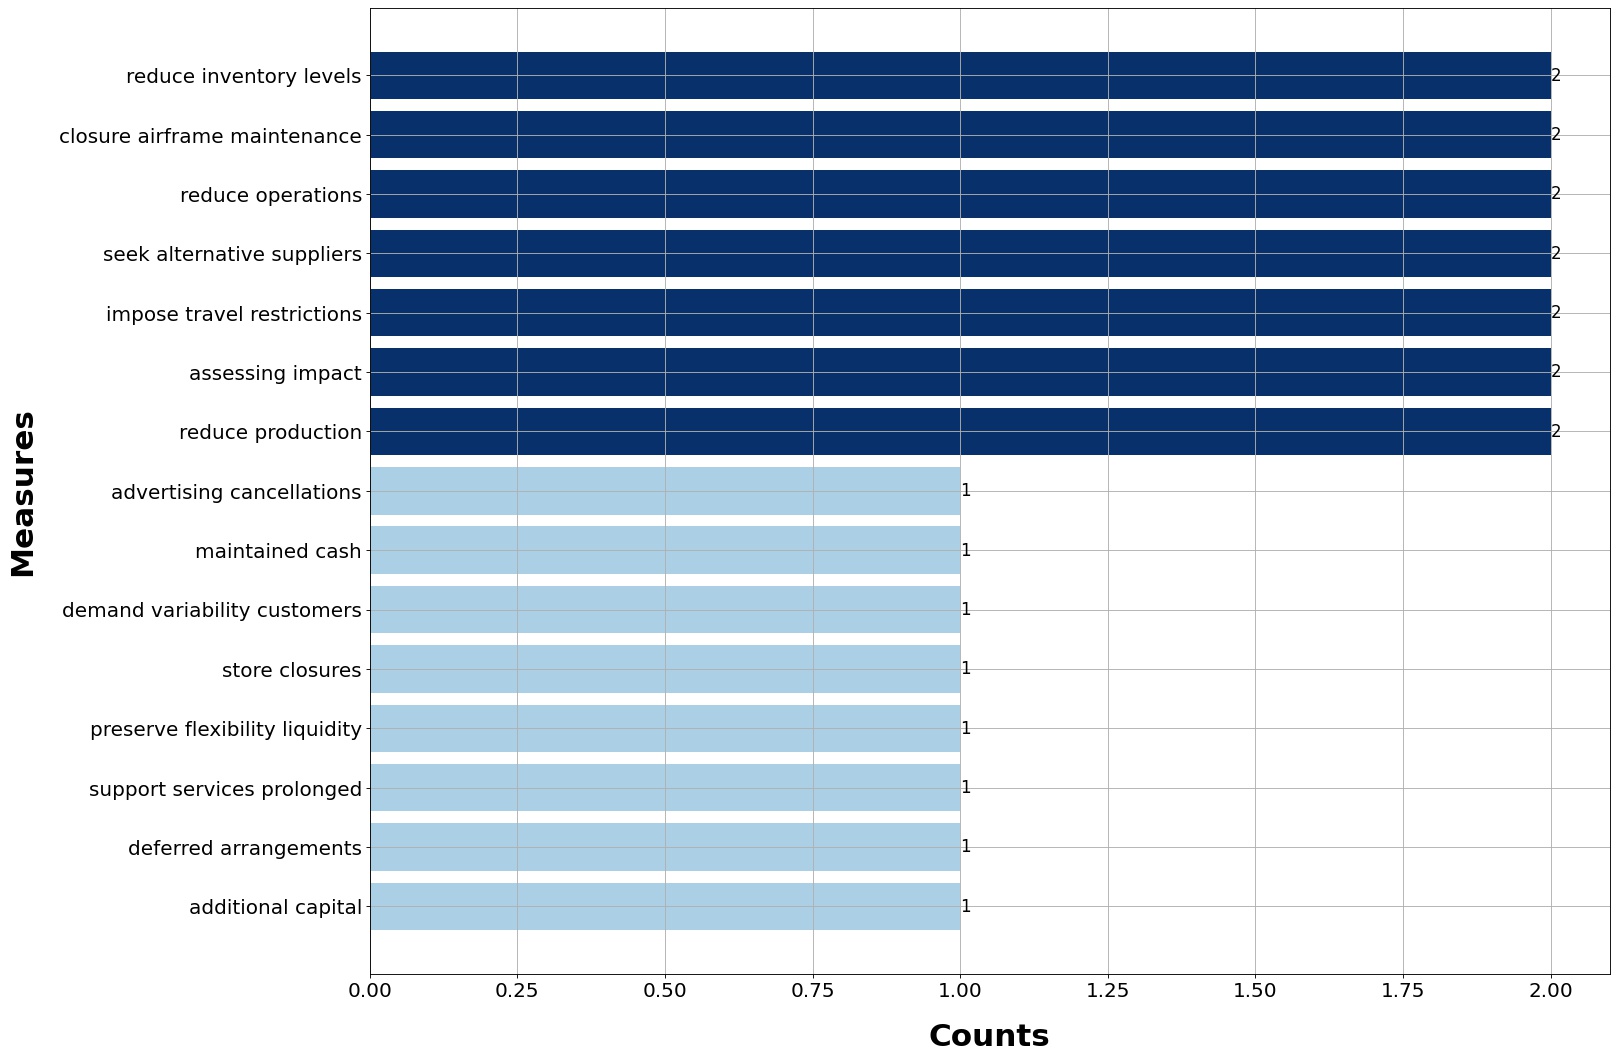 reduce inventory levels 2
closure airframe maintenance 2
reduce operations 2
seek alternative suppliers 2
impose travel restrictions 2
assessing impact 2
reduce production 2
advertising cancellations 1
maintained cash 1
demand variability customers 1
store closures 1
preserve flexibility liquidity 1
support services prolonged 1
deferred arrangements 1
additional capital 1
Measures
0.00 0.25 0.50 0.75 1.00 1.25 1.50 1.75 2.00
Counts